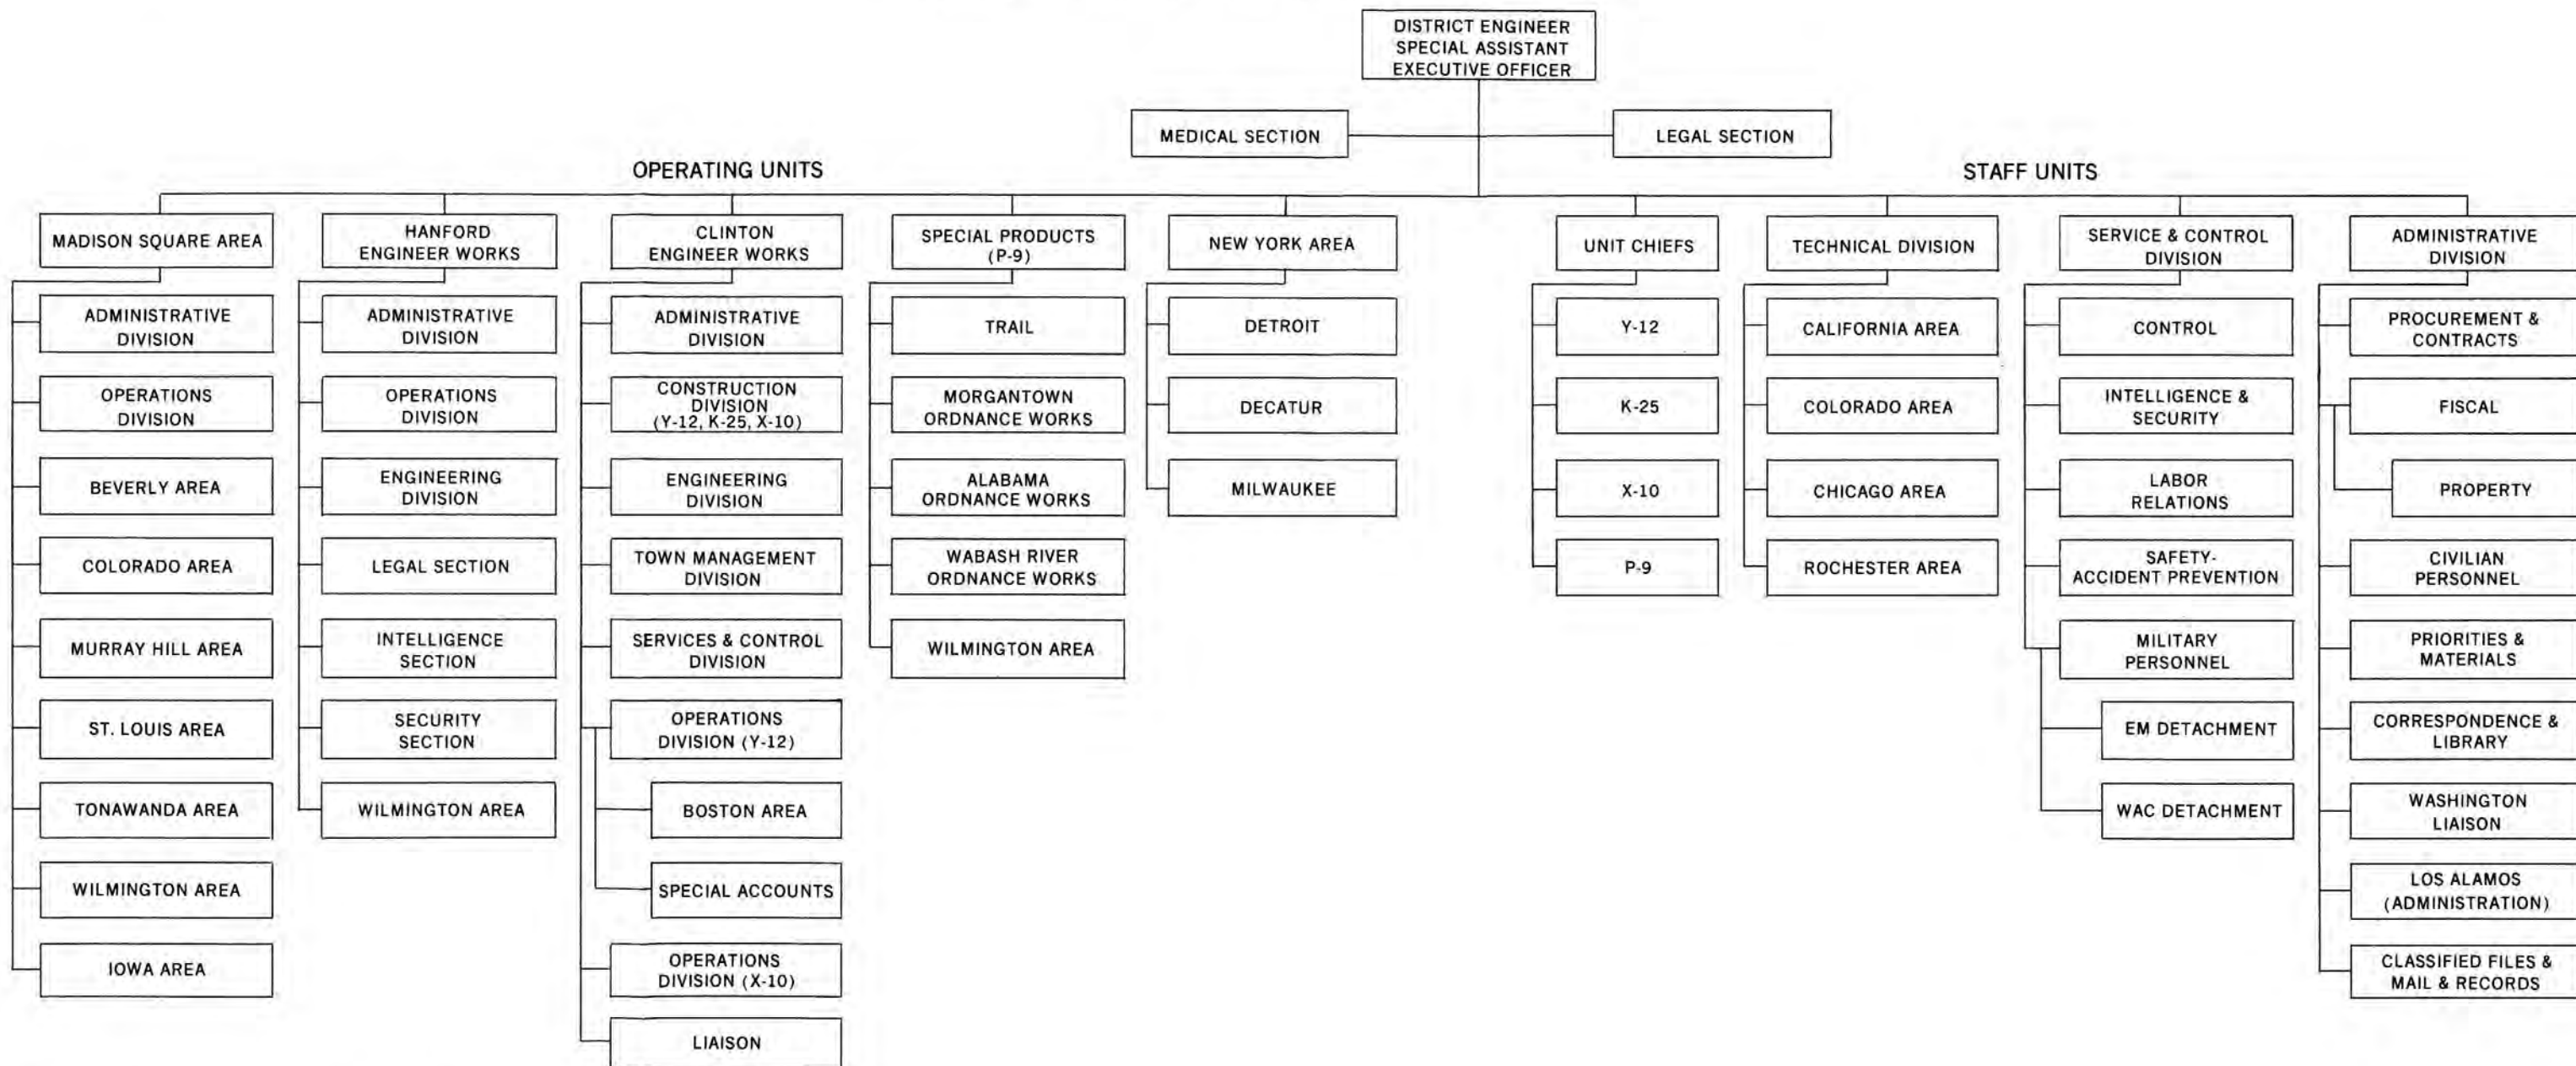 DISTRICT ENGINEER
SPECIAL ASSISTANT
EXECUTIVE OFFICER
MEDICAL SECTION
LEGAL SECTION
OPERATING UNITS
STAFF UNITS
MADISON SQUARE AREA
ADMINISTRATIVE
DIVISION
OPERATIONS
DIVISION
BEVERLY AREA
COLORADO AREA
MURRAY HILL AREA
ST. LOUIS AREA
TONAWANDA AREA
WILMINGTON AREA
IOWA AREA
HANFORD
ENGINEER WORKS
ADMINISTRATIVE
DIVISION
OPERATIONS
DIVISION
ENGINEERING
DIVISION
LEGAL SECTION
INTELLIGENCE
SECTION
SECURITY
SECTION
WILMINGTON AREA
CLINTON
ENGINEER WORKS
ADMINISTRATIVE
DIVISION
CONSTRUCTION
DIVISION
(Y-12, K-25, X-10)
ENGINEERING
DIVISION
TOWN MANAGEMENT
DIVISION
SERVICES & CONTROL
DIVISION
OPERATIONS
DIVISION (Y-12)
BOSTON AREA
SPECIAL ACCOUNTS
OPERATIONS
DIVISION (X-10)
LIAISON
SPECIAL PRODUCTS
(P-9)
TRAIL
MORGANTOWN
ORDNANCE WORKS
ALABAMA
ORDNANCE WORKS
WABASH RIVER
ORDNANCE WORKS
WILMINGTON AREA
NEW YORK AREA
DETROIT
DECATUR
MILWAUKEE
UNIT CHIEFS
Y-12
K-25
X-10
P-9
TECHNICAL DIVISION
CALIFORNIA AREA
COLORADO AREA
CHICAGO AREA
ROCHESTER AREA
SERVICE & CONTROL
DIVISION
CONTROL
INTELLIGENCE &
SECURITY
LABOR
RELATIONS
SAFETY-
ACCIDENT PREVENTION
MILITARY
PERSONNEL
EM DETACHMENT
WAC DETACHMENT
ADMINISTRATIVE
DIVISION
PROCUREMENT &
CONTRACTS
FISCAL
PROPERTY
CIVILIAN
PERSONNEL
PRIORITIES &
MATERIALS
CORRESPONDENCE &
LIBRARY
WASHINGTON
LIAISON
LOS ALAMOS
(ADMINISTRATION)
CLASSIFIED FILES &
MAIL & RECORDS